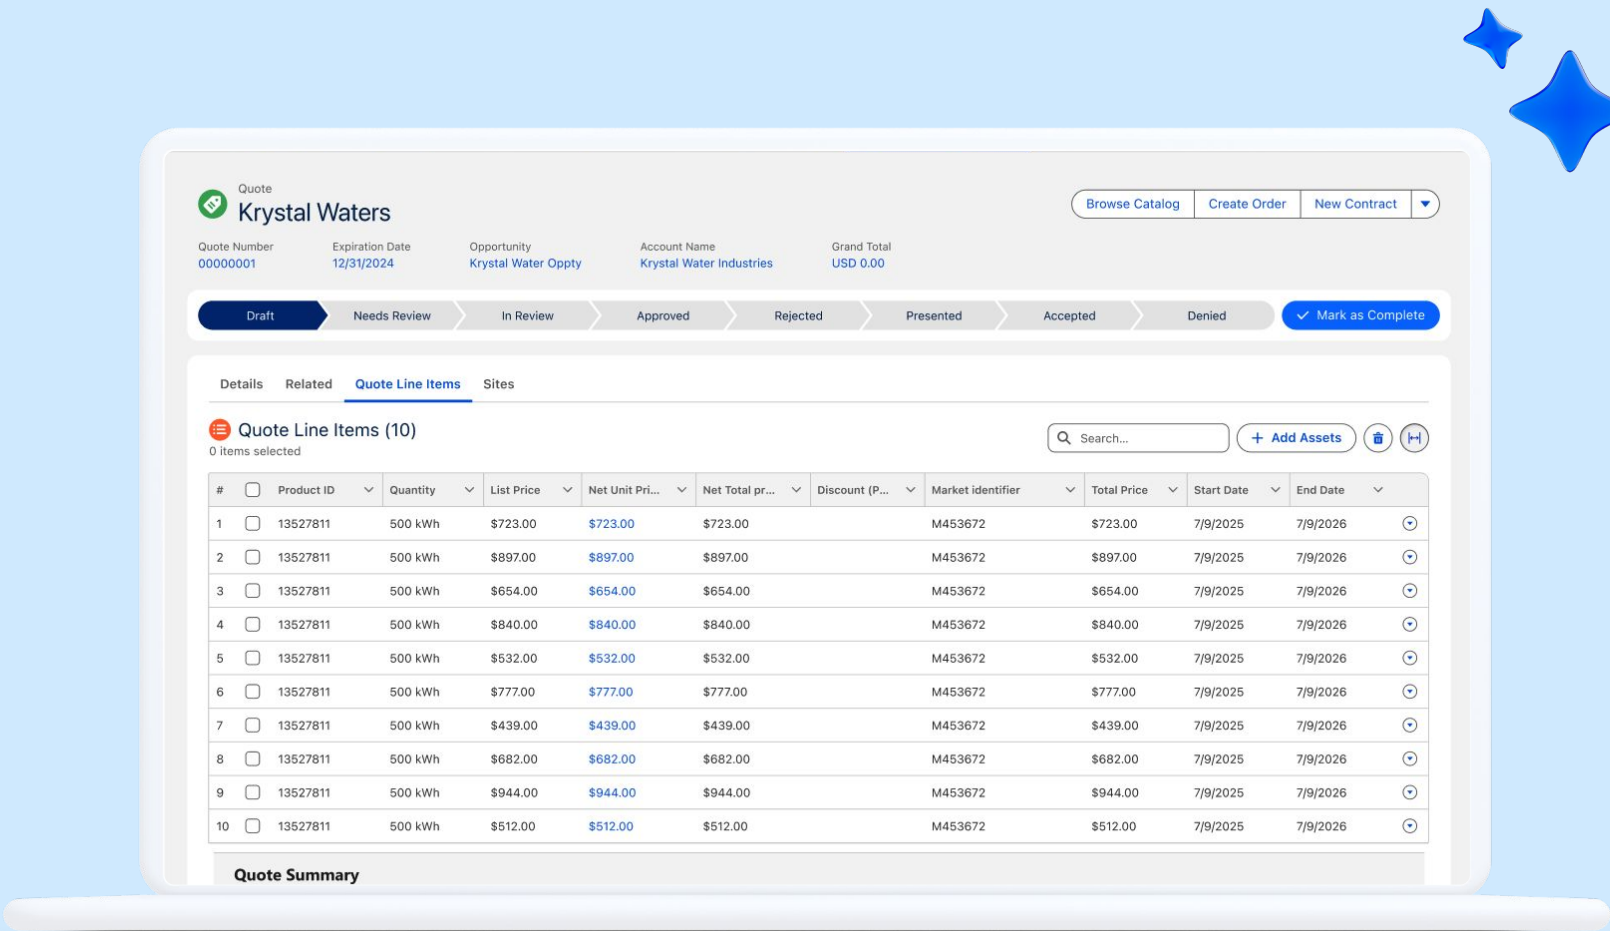 Quote
Krystal Waters
Browse Catalog Create Order New Contract
Quote Number Expiration Date Opportunity Account Name Grand Total
00000001 12/31/2024 Krystal Water Oppty Krystal Water Industries USD 0.00
Draft Needs Review In Review Approved Rejected Presented Accepted Denied Mark as Complete
Details Related Quote Line Items Sites
Quote Line Items (10)
0 items selected
Search... + Add Assets
# Product ID Quantity List Price Net Unit Pri... Net Total pr... Discount (P... Market identifier Total Price Start Date End Date
1 13527811 500 kWh $723.00 $723.00 $723.00 M453672 $723.00 7/9/2025 7/9/2026
2 13527811 500 kWh $897.00 $897.00 $897.00 M453672 $897.00 7/9/2025 7/9/2026
3 13527811 500 kWh $654.00 $654.00 $654.00 M453672 $654.00 7/9/2025 7/9/2026
4 13527811 500 kWh $840.00 $840.00 $840.00 M453672 $840.00 7/9/2025 7/9/2026
5 13527811 500 kWh $532.00 $532.00 $532.00 M453672 $532.00 7/9/2025 7/9/2026
6 13527811 500 kWh $777.00 $777.00 $777.00 M453672 $777.00 7/9/2025 7/9/2026
7 13527811 500 kWh $439.00 $439.00 $439.00 M453672 $439.00 7/9/2025 7/9/2026
8 13527811 500 kWh $682.00 $682.00 $682.00 M453672 $682.00 7/9/2025 7/9/2026
9 13527811 500 kWh $944.00 $944.00 $944.00 M453672 $944.00 7/9/2025 7/9/2026
10 13527811 500 kWh $512.00 $512.00 $512.00 M453672 $512.00 7/9/2025 7/9/2026
Quote Summary